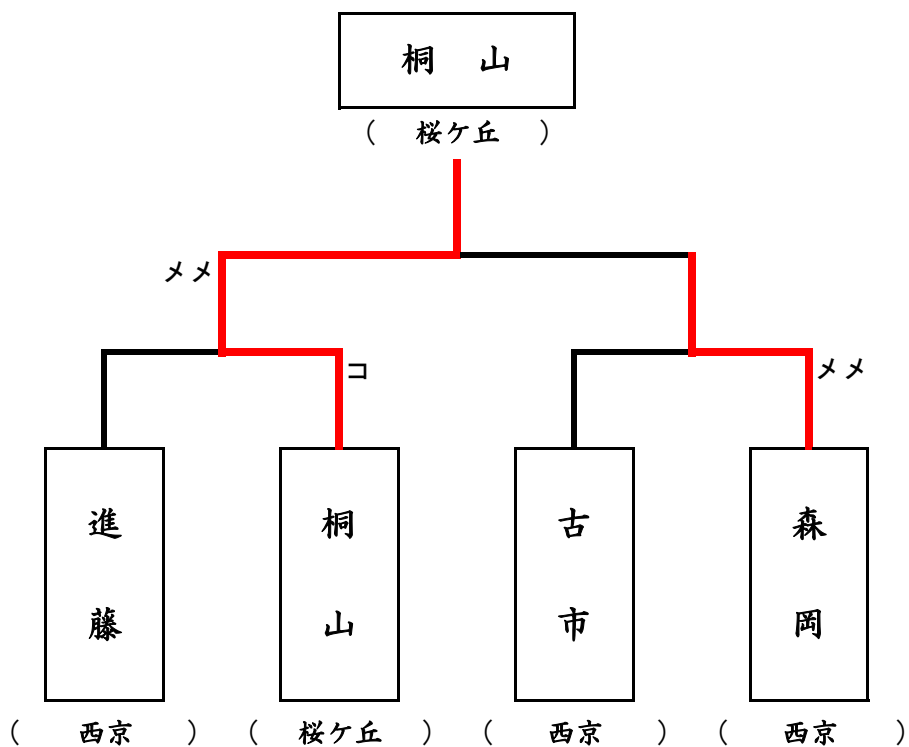 桐 山
( 桜ケ丘 )
メメ
コ
メメ
進藤
桐山
古市
森岡
( 西京 )
( 桜ケ丘 )
( 西京 )
( 西京 )